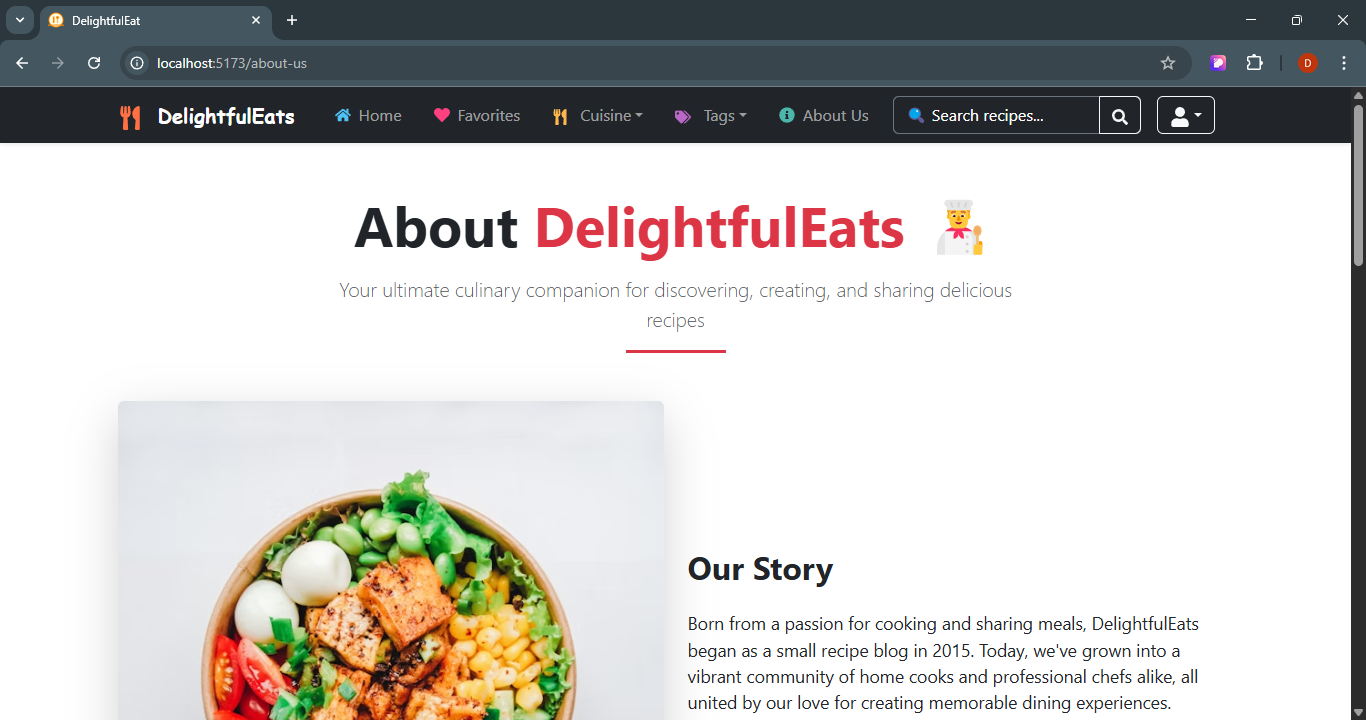 DelightfulEat
localhost:5173/about-us
D
DelightfulEats Home Favorites Cuisine Tags About Us Search recipes...
About DelightfulEats
Your ultimate culinary companion for discovering, creating, and sharing delicious
recipes
Our Story
Born from a passion for cooking and sharing meals, DelightfulEats
began as a small recipe blog in 2015. Today, we've grown into a
vibrant community of home cooks and professional chefs alike, all
united by our love for creating memorable dining experiences.